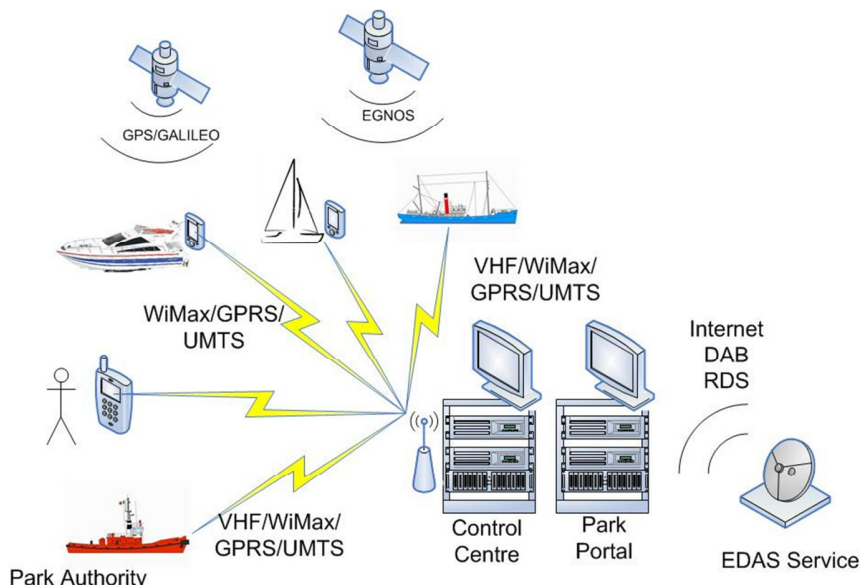 GPS/GALILEO
EGNOS
WiMax/GPRS/
UMTS
VHF/WiMax/
GPRS/UMTS
Internet
DAB
RDS
VHF/WiMax/
GPRS/UMTS
Control
Centre
Park
Portal
EDAS Service
Park Authority